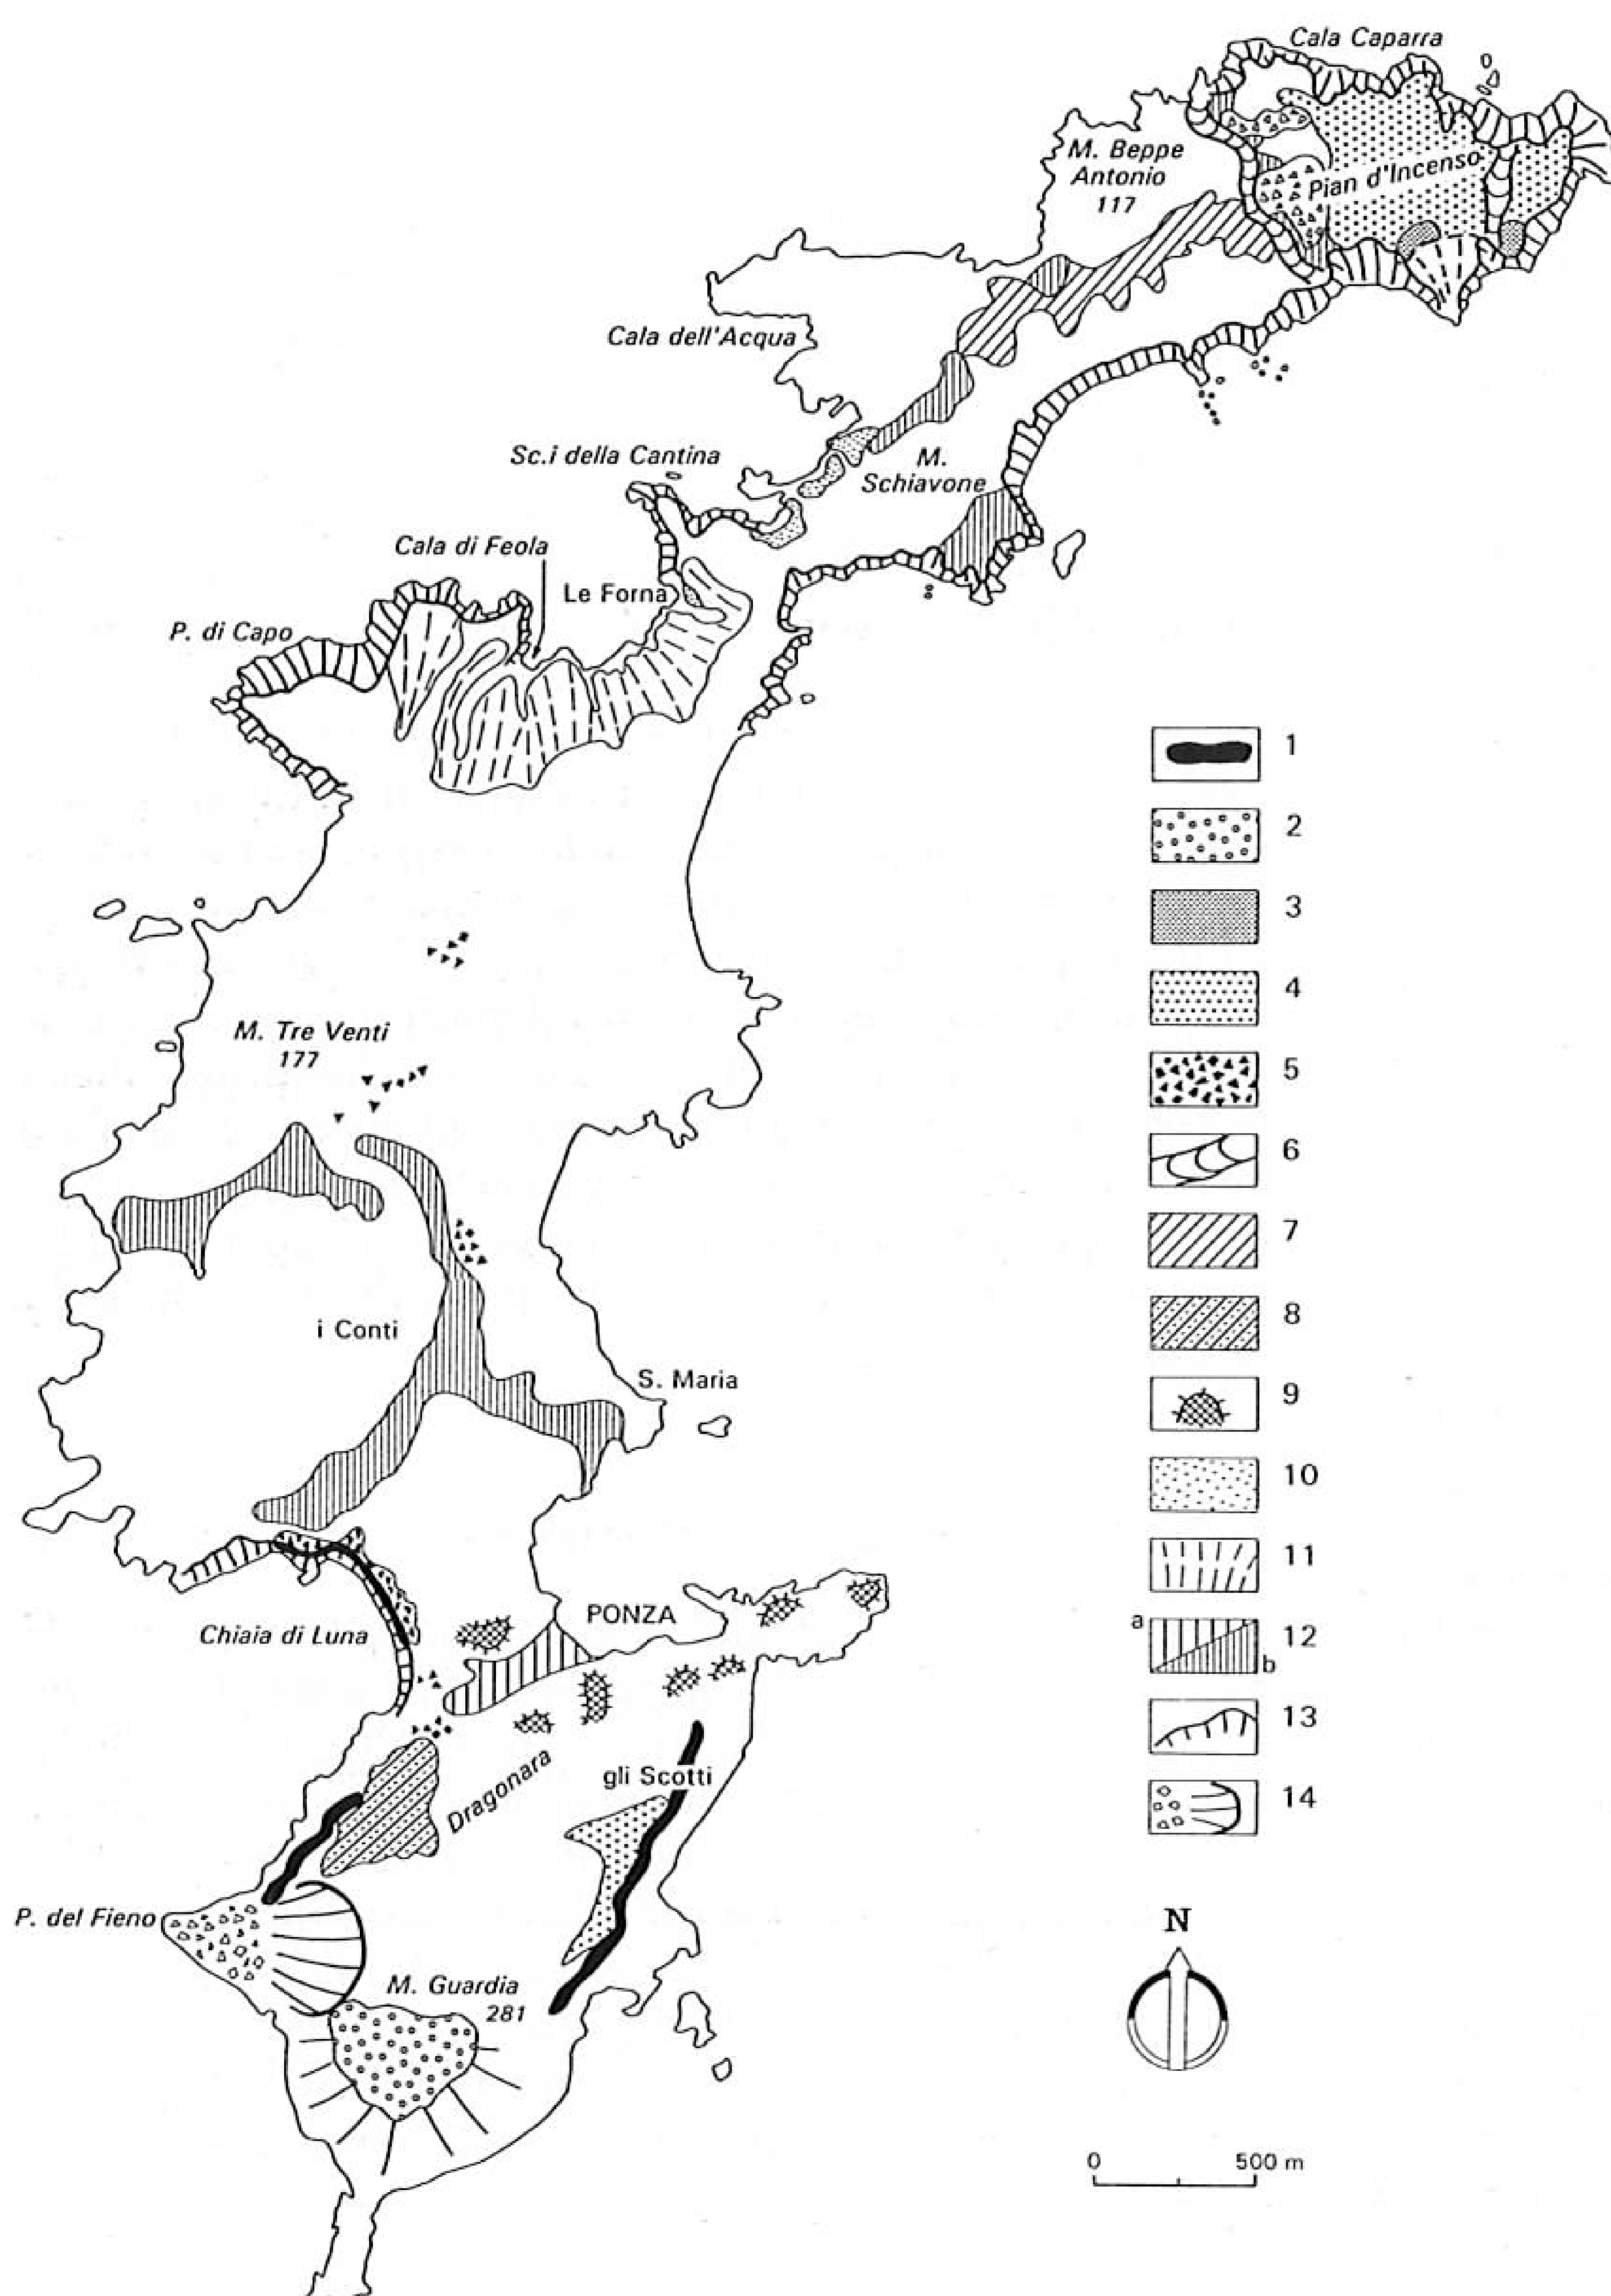 Cala Caparra
M. Beppe
Antonio
117
Pian d'Incenso
Cala dell'Acqua
Sc.i della Cantina
M.
Schiavone
Cala di Feola
Le Forna
P. di Capo
M. Tre Venti
177
i Conti
S. Maria
Chiaia di Luna
PONZA
Dragonara
gli Scotti
P. del Fieno
M. Guardia
281
1
2
3
4
5
6
7
8
9
10
11
a
12
b
13
14
N
0
500 m